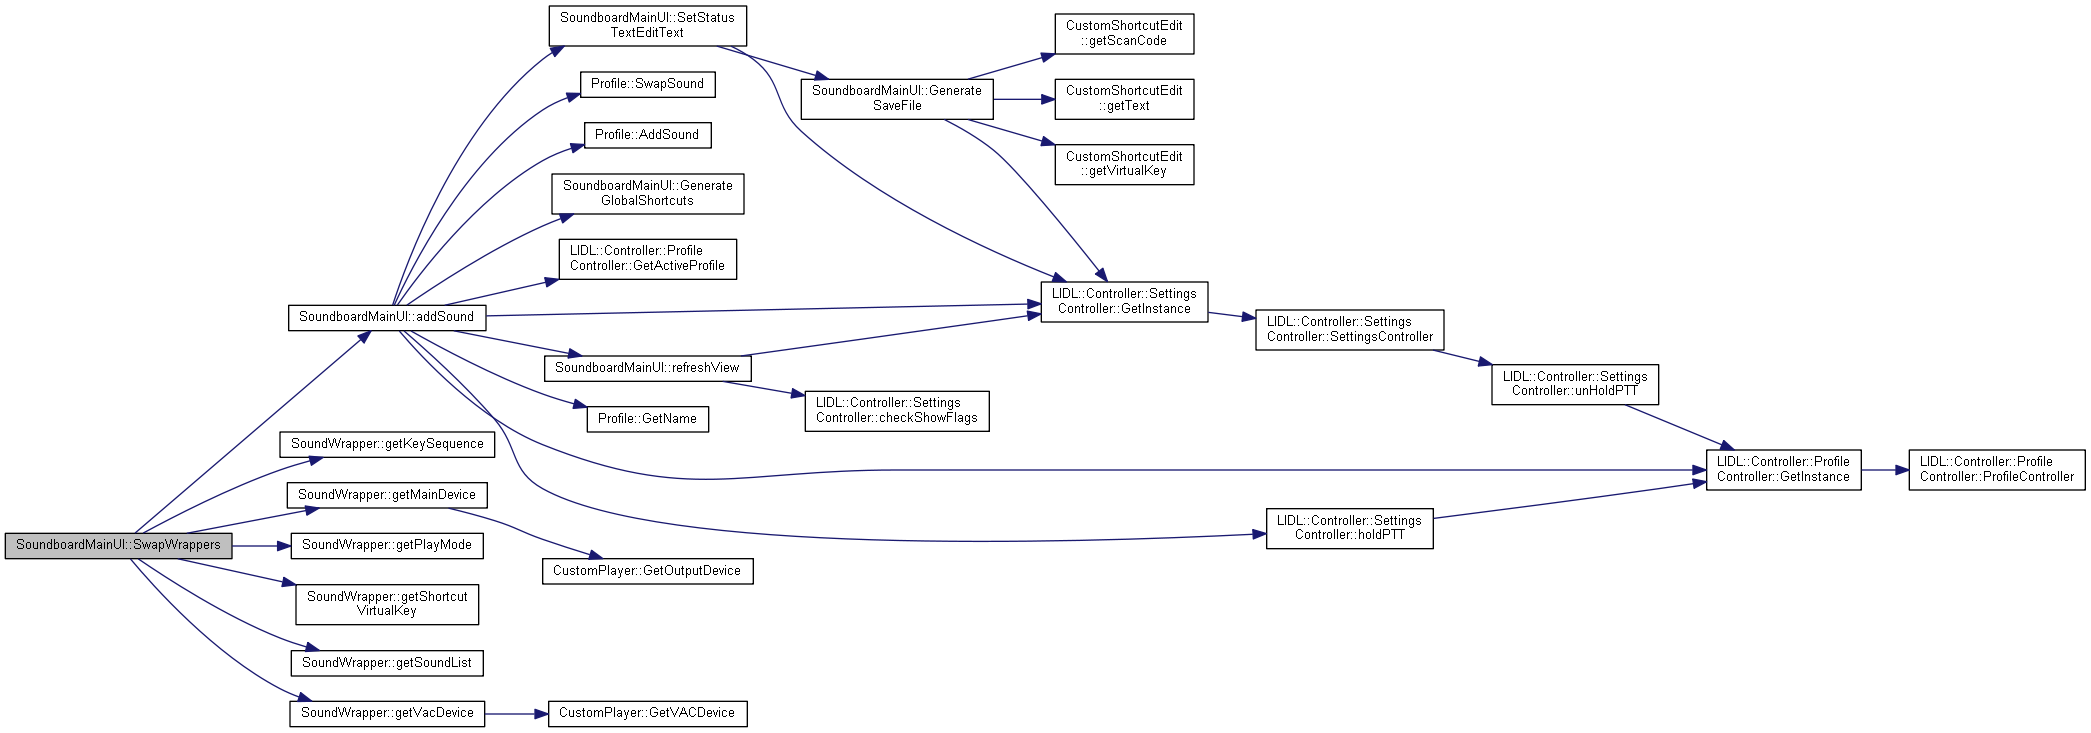 SoundboardMainUI::SetStatus
TextEditText
CustomShortcutEdit
::getScanCode
Profile::SwapSound
SoundboardMainUI::Generate
SaveFile
CustomShortcutEdit
::getText
Profile::AddSound
CustomShortcutEdit
::getVirtualKey
SoundboardMainUI::Generate
GlobalShortcuts
LIDL::Controller::Profile
Controller::GetActiveProfile
SoundboardMainUI::addSound
LIDL::Controller::Settings
Controller::GetInstance
LIDL::Controller::Settings
Controller::SettingsController
SoundboardMainUI::refreshView
LIDL::Controller::Settings
Controller::unHoldPTT
LIDL::Controller::Settings
Controller::checkShowFlags
Profile::GetName
SoundWrapper::getKeySequence
LIDL::Controller::Profile
Controller::GetInstance
LIDL::Controller::Profile
Controller::ProfileController
SoundWrapper::getMainDevice
LIDL::Controller::Settings
Controller::holdPTT
SoundboardMainUI::SwapWrappers
SoundWrapper::getPlayMode
CustomPlayer::GetOutputDevice
SoundWrapper::getShortcut
VirtualKey
SoundWrapper::getSoundList
SoundWrapper::getVacDevice
CustomPlayer::GetVACDevice